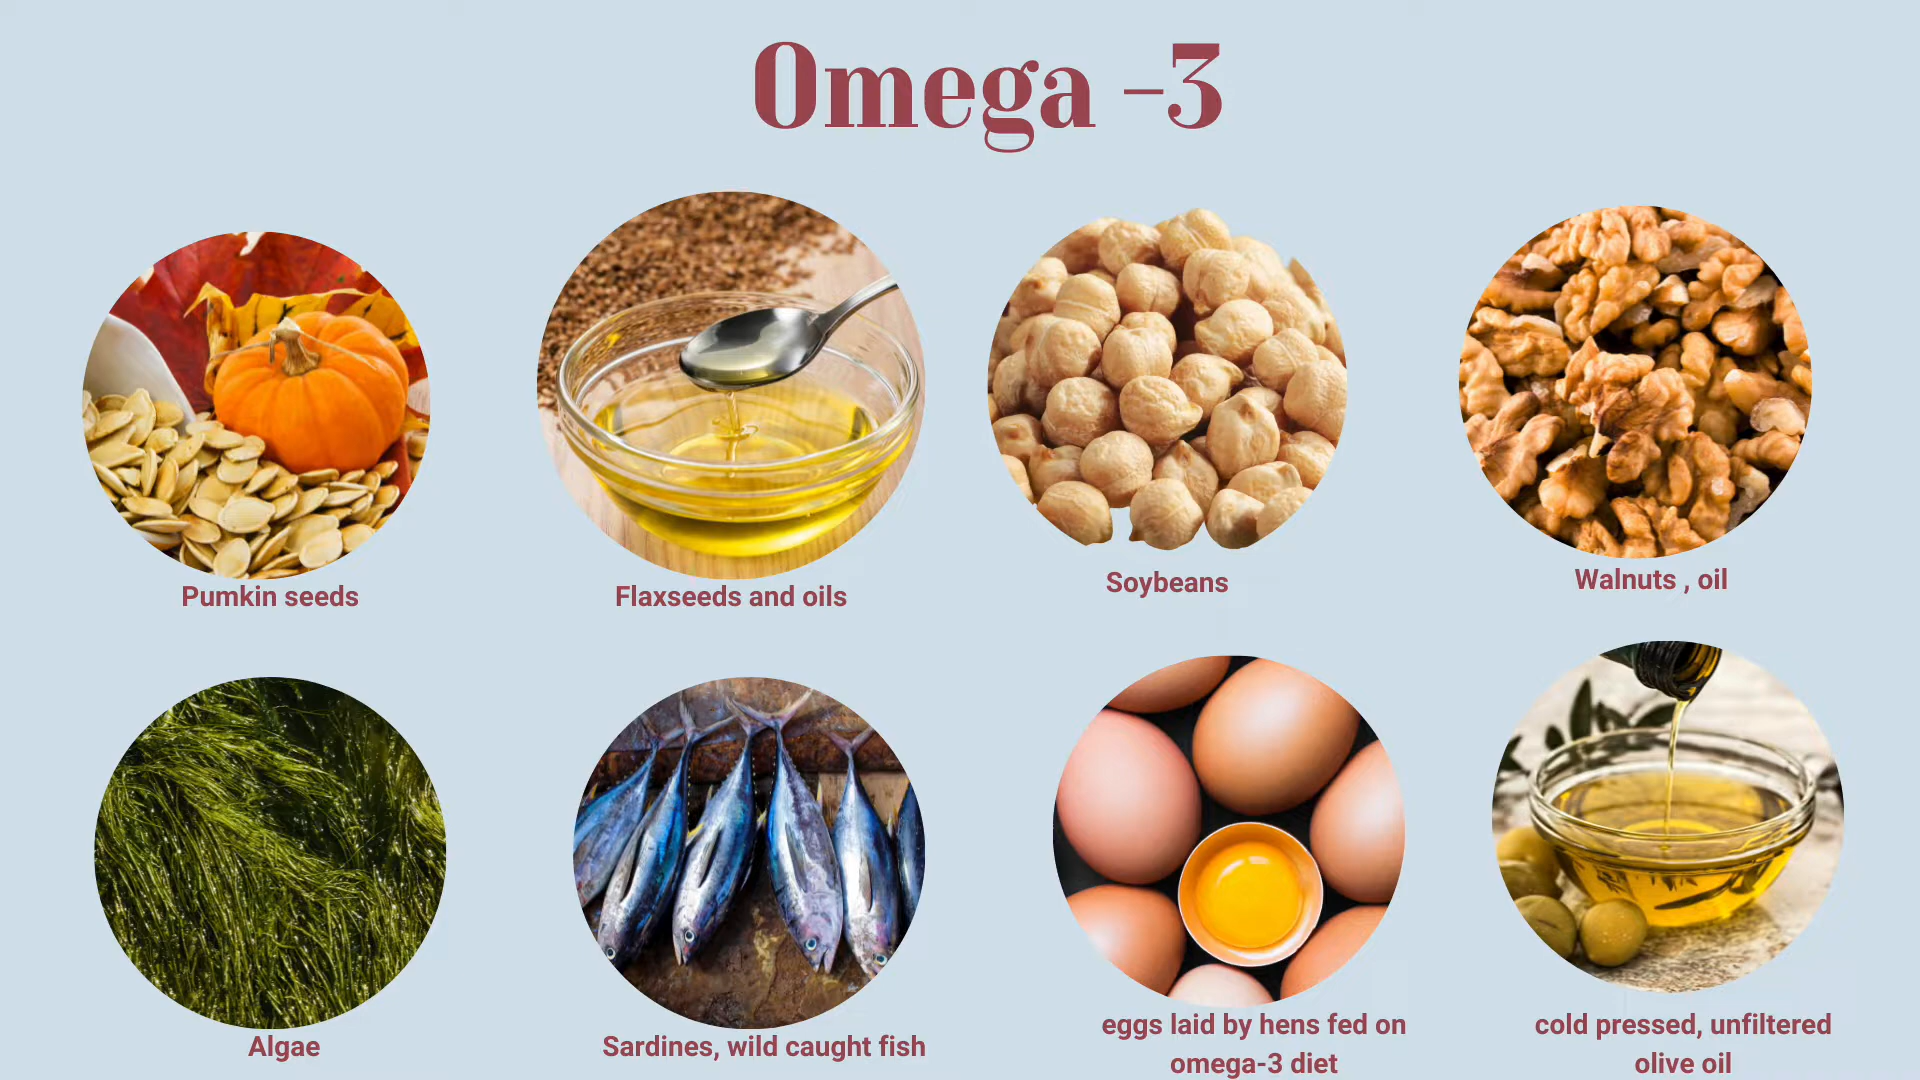 Omega -3
Pumkin seeds
Flaxseeds and oils
Soybeans
Walnuts , oil
Algae
Sardines, wild caught fish
eggs laid by hens fed on
omega-3 diet
cold pressed, unfiltered
olive oil